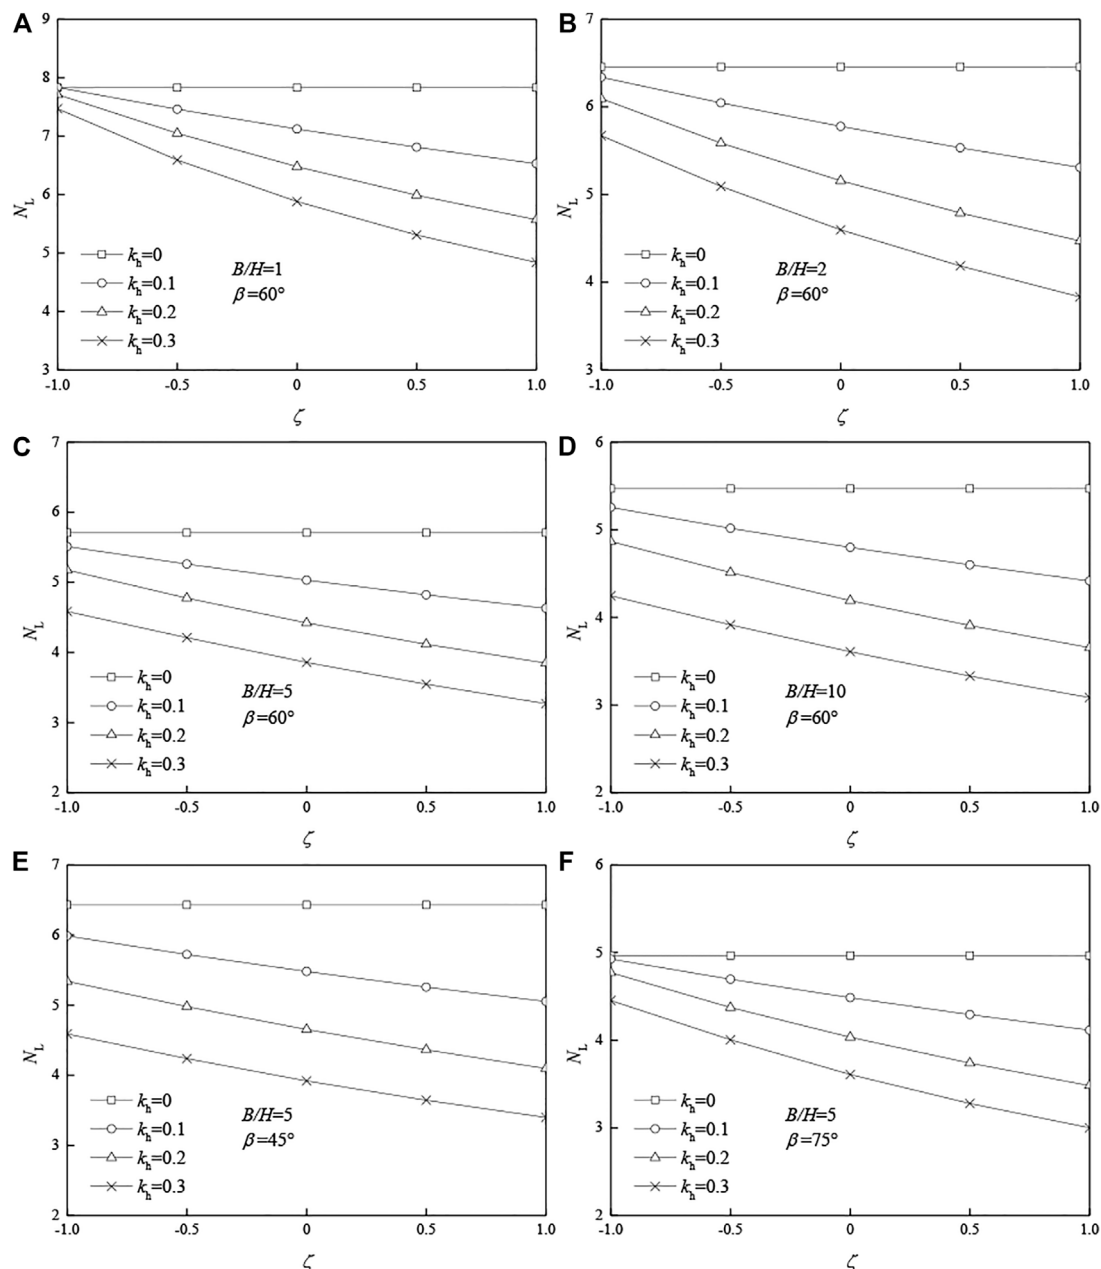 A
9
8
7
6
5
4
3
N_L
k_h=0
k_h=0.1
k_h=0.2
k_h=0.3
B/H=1
β=60°
-1.0 -0.5 0 0.5 1.0
ζ
B
7
6
5
4
3
N_L
k_h=0
k_h=0.1
k_h=0.2
k_h=0.3
B/H=2
β=60°
-1.0 -0.5 0 0.5 1.0
ζ
C
7
6
5
4
3
2
N_L
k_h=0
k_h=0.1
k_h=0.2
k_h=0.3
B/H=5
β=60°
-1.0 -0.5 0 0.5 1.0
ζ
D
6
5
4
3
2
N_L
k_h=0
k_h=0.1
k_h=0.2
k_h=0.3
B/H=10
β=60°
-1.0 -0.5 0 0.5 1.0
ζ
E
7
6
5
4
3
2
N_L
k_h=0
k_h=0.1
k_h=0.2
k_h=0.3
B/H=5
β=45°
-1.0 -0.5 0 0.5 1.0
ζ
F
6
5
4
3
2
N_L
k_h=0
k_h=0.1
k_h=0.2
k_h=0.3
B/H=5
β=75°
-1.0 -0.5 0 0.5 1.0
ζ